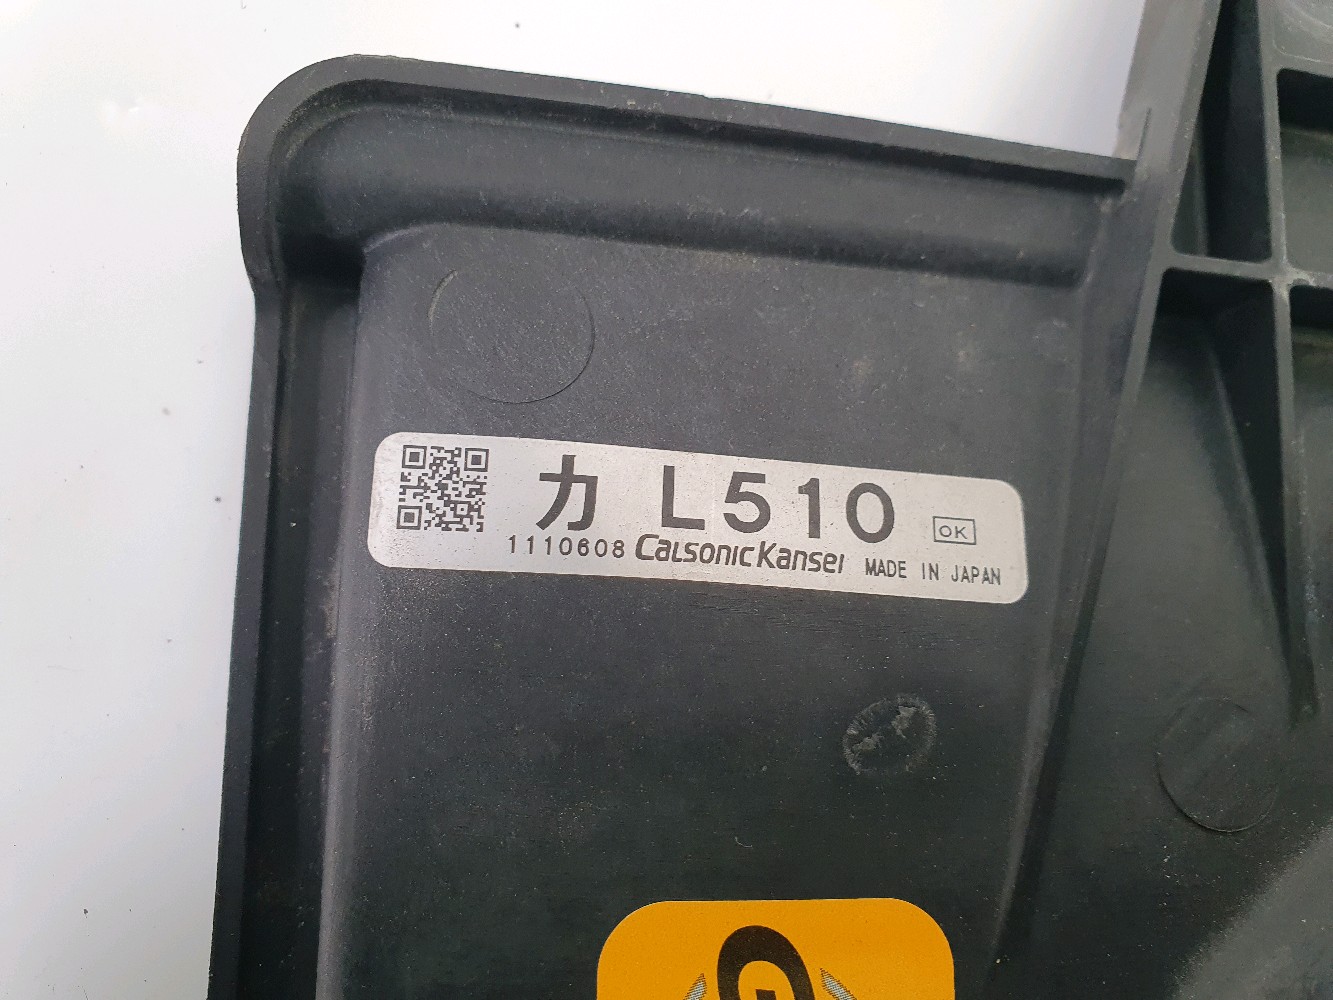 カ L510 OK
1110608 CalsonicKansei MADE IN JAPAN